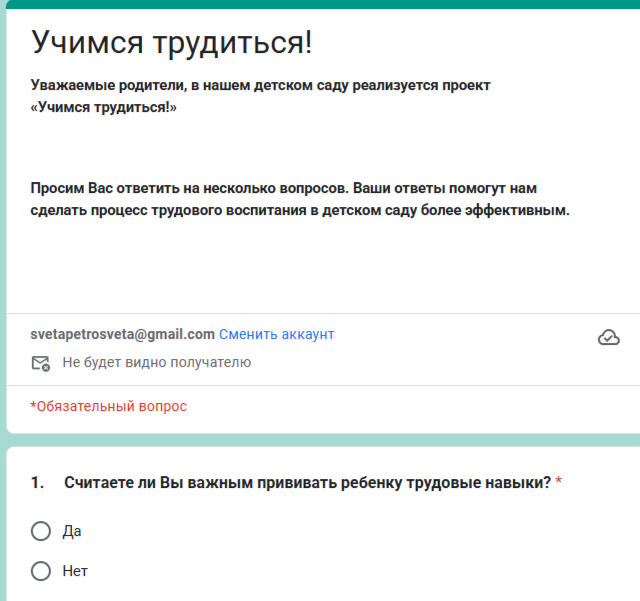 Учимся трудиться!
Уважаемые родители, в нашем детском саду реализуется проект
«Учимся трудиться!»
Просим Вас ответить на несколько вопросов. Ваши ответы помогут нам
сделать процесс трудового воспитания в детском саду более эффективным.
svetapetrosveta@gmail.com Сменить аккаунт
Не будет видно получателю
*Обязательный вопрос
1. Считаете ли Вы важным прививать ребенку трудовые навыки? *
Да
Нет